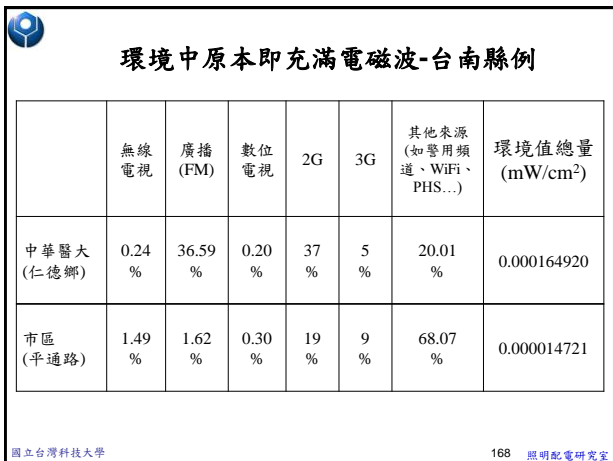 環境中原本即充滿電磁波-台南縣例
無線
電視
廣播
(FM)
數位
電視
2G
3G
其他來源
(如警用頻
道、WiFi、
PHS…)
環境值總量
(mW/cm²)
中華醫大
(仁德鄉)
0.24
%
36.59
%
0.20
%
37
%
5
%
20.01
%
0.000164920
市區
(平通路)
1.49
%
1.62
%
0.30
%
19
%
9
%
68.07
%
0.000014721
國立台灣科技大學
168
照明配電研究室